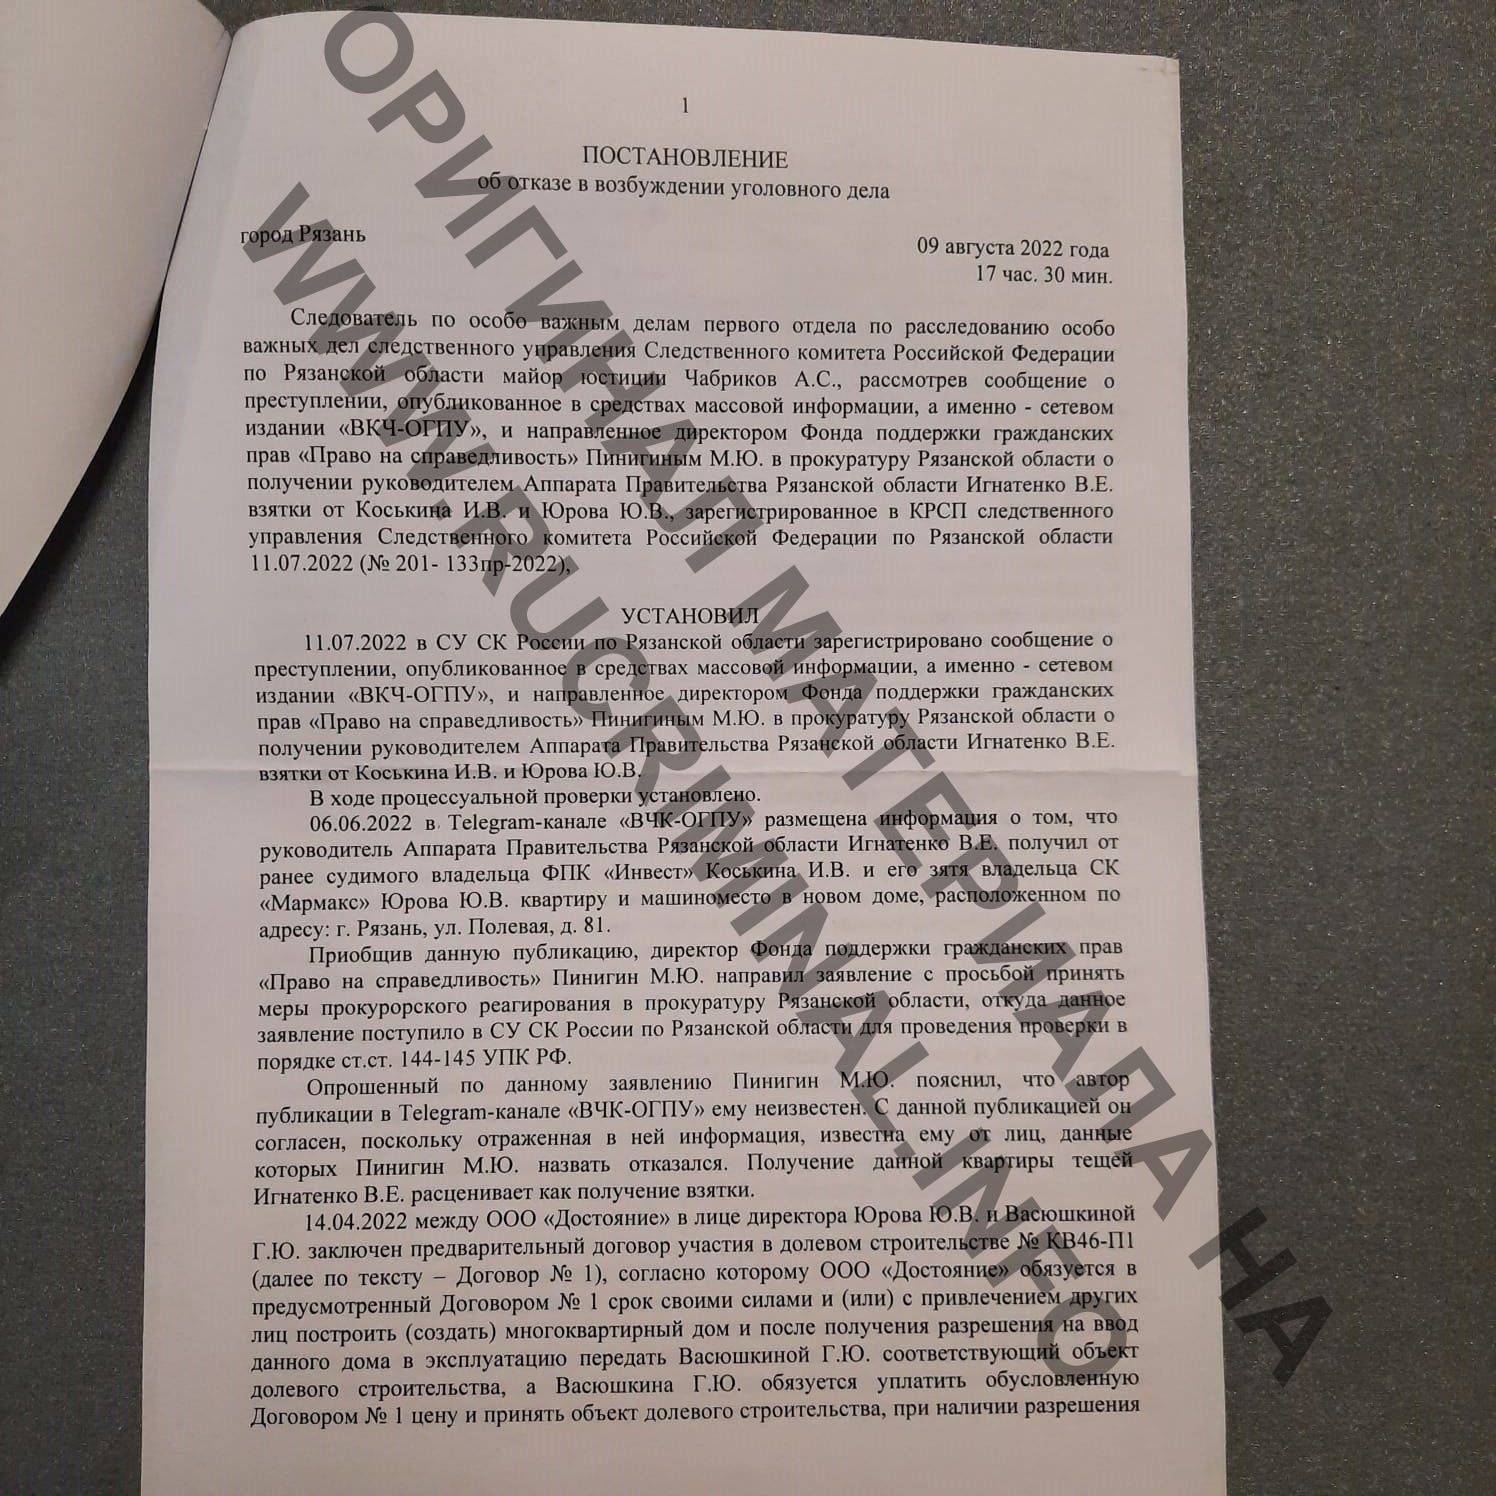 1
ПОСТАНОВЛЕНИЕ
об отказе в возбуждении уголовного дела
город Рязань
09 августа 2022 года
17 час. 30 мин.
Следователь по особо важным делам первого отдела по расследованию особо
важных дел следственного управления Следственного комитета Российской Федерации
по Рязанской области майор юстиции Чабриков А.С., рассмотрев сообщение о
преступлении, опубликованное в средствах массовой информации, а именно - сетевом
издании «ВКЧ-ОГПУ», и направленное директором Фонда поддержки гражданских
прав «Право на справедливость» Пинигиным М.Ю. в прокуратуру Рязанской области о
получении руководителем Аппарата Правительства Рязанской области Игнатенко В.Е.
взятки от Коськина И.В. и Юрова Ю.В., зарегистрированное в КРСП следственного
управления Следственного комитета Российской Федерации по Рязанской области
11.07.2022 (№ 201- 133пр-2022),
УСТАНОВИЛ
11.07.2022 в СУ СК России по Рязанской области зарегистрировано сообщение о
преступлении, опубликованное в средствах массовой информации, а именно - сетевом
издании «ВКЧ-ОГПУ», и направленное директором Фонда поддержки гражданских
прав «Право на справедливость» Пинигиным М.Ю. в прокуратуру Рязанской области о
получении руководителем Аппарата Правительства Рязанской области Игнатенко В.Е.
взятки от Коськина И.В. и Юрова Ю.В.
В ходе процессуальной проверки установлено.
06.06.2022 в Telegram-канале «ВЧК-ОГПУ» размещена информация о том, что
руководитель Аппарата Правительства Рязанской области Игнатенко В.Е. получил от
ранее судимого владельца ФПК «Инвест» Коськина И.В. и его зятя владельца СК
«Мармакс» Юрова Ю.В. квартиру и машиноместо в новом доме, расположенном по
адресу: г. Рязань, ул. Полевая, д. 81.
Приобщив данную публикацию, директор Фонда поддержки гражданских прав
«Право на справедливость» Пинигин М.Ю. направил заявление с просьбой принять
меры прокурорского реагирования в прокуратуру Рязанской области, откуда данное
заявление поступило в СУ СК России по Рязанской области для проведения проверки в
порядке ст.ст. 144-145 УПК РФ.
Опрошенный по данному заявлению Пинигин М.Ю. пояснил, что автор
публикации в Telegram-канале «ВЧК-ОГПУ» ему неизвестен. С данной публикацией он
согласен, поскольку отраженная в ней информация, известна ему от лиц, данные
которых Пинигин М.Ю. назвать отказался. Получение данной квартиры тещей
Игнатенко В.Е. расценивает как получение взятки.
14.04.2022 между ООО «Достояние» в лице директора Юрова Ю.В. и Васюшкиной
Г.Ю. заключен предварительный договор участия в долевом строительстве № КВ46-П1
(далее по тексту – Договор № 1), согласно которому ООО «Достояние» обязуется в
предусмотренный Договором № 1 срок своими силами и (или) с привлечением других
лиц построить (создать) многоквартирный дом и после получения разрешения на ввод
данного дома в эксплуатацию передать Васюшкиной Г.Ю. соответствующий объект
долевого строительства, а Васюшкина Г.Ю. обязуется уплатить обусловленную
Договором № 1 цену и принять объект долевого строительства, при наличии разрешения
ОРИГИНАЛ МАТЕРИАЛА НА
WWW.RUCRIMINAL.INFO